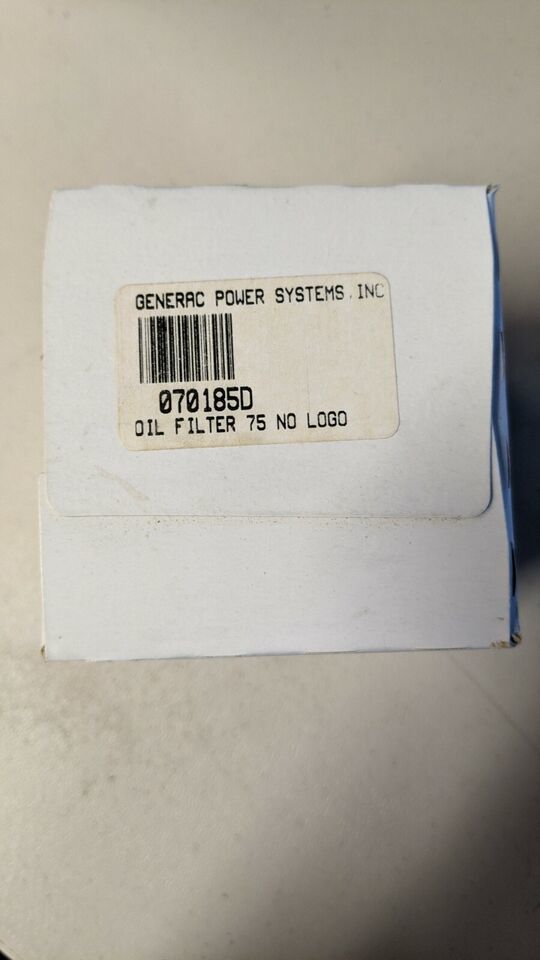 GENERAC POWER SYSTEMS, INC
070185D
OIL FILTER 75 NO LOGO